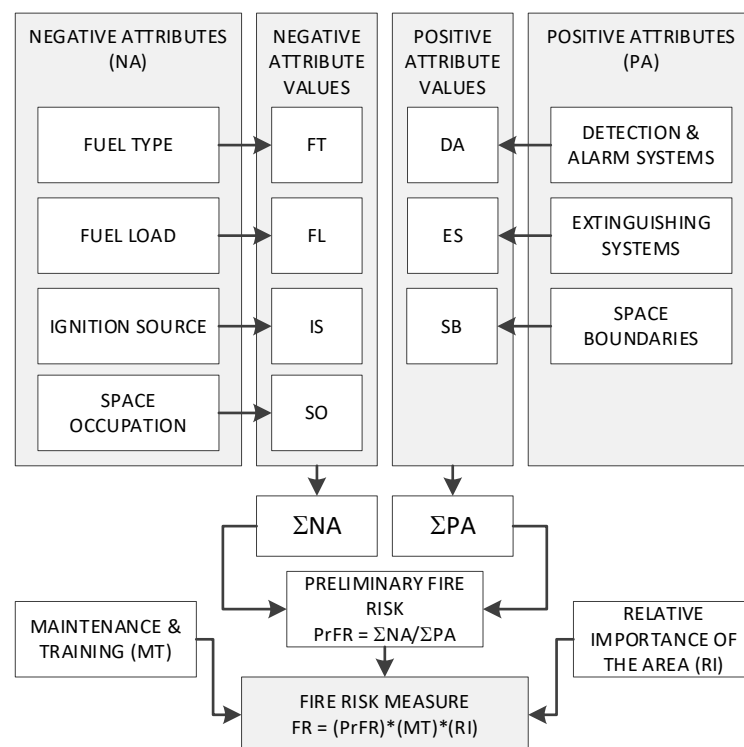 NEGATIVE ATTRIBUTES
(NA)
NEGATIVE
ATTRIBUTE
VALUES
POSITIVE
ATTRIBUTE
VALUES
POSITIVE ATTRIBUTES
(PA)
FUEL TYPE
FT
DA
DETECTION &
ALARM SYSTEMS
FUEL LOAD
FL
ES
EXTINGUISHING
SYSTEMS
IGNITION SOURCE
IS
SB
SPACE
BOUNDARIES
SPACE
OCCUPATION
SO
ΣNA
ΣPA
PRELIMINARY FIRE
RISK
PrFR = ΣNA/ΣPA
MAINTENANCE &
TRAINING (MT)
RELATIVE
IMPORTANCE OF
THE AREA (RI)
FIRE RISK MEASURE
FR = (PrFR)*(MT)*(RI)